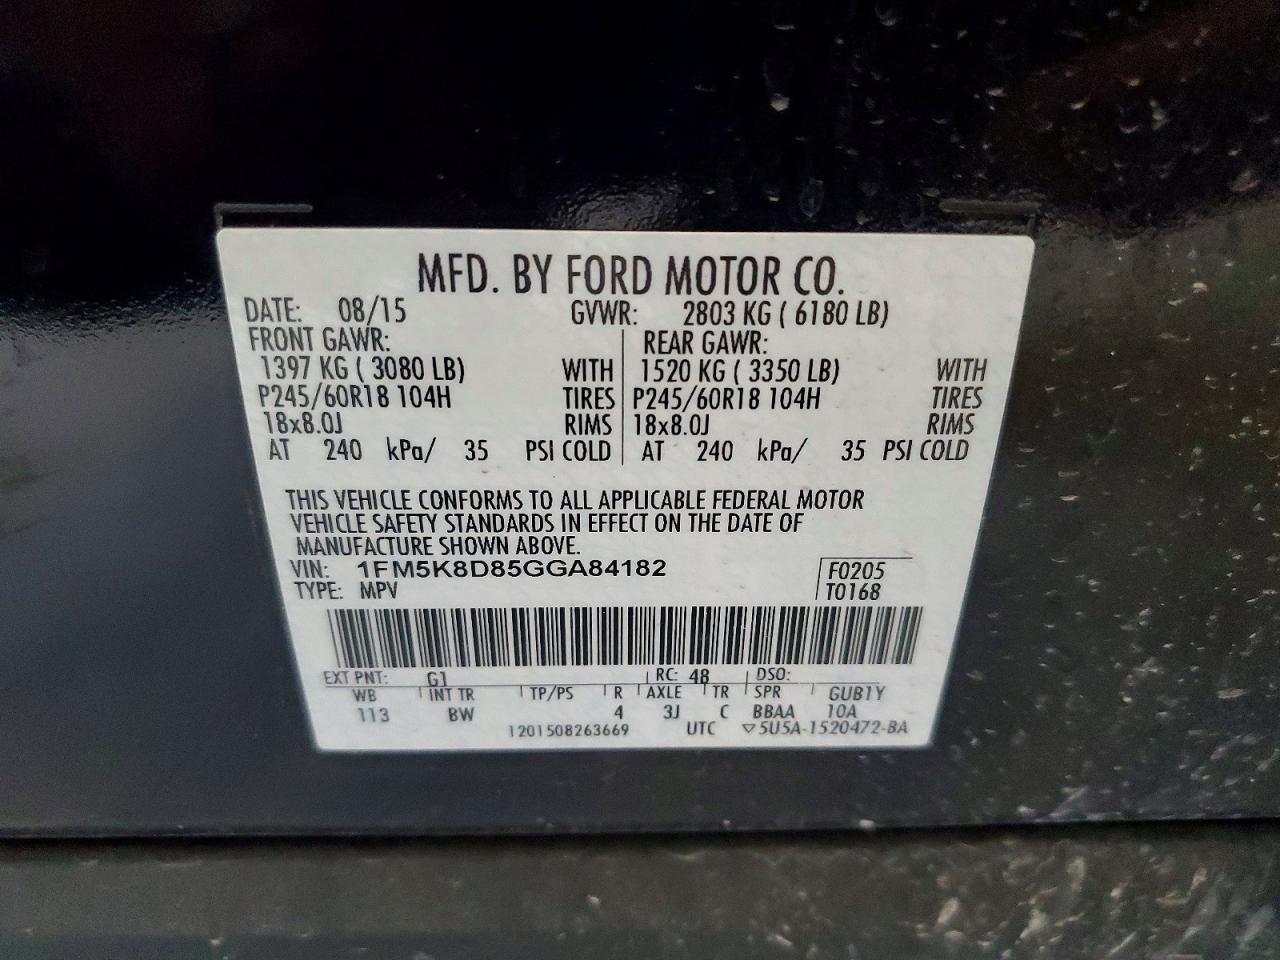 MFD. BY FORD MOTOR CO.
DATE: 08/15 GVWR: 2803 KG ( 6180 LB)
FRONT GAWR: REAR GAWR:
1397 KG ( 3080 LB) WITH 1520 KG ( 3350 LB) WITH
P245/60R18 104H TIRES P245/60R18 104H TIRES
18x8.0J RIMS 18x8.0J RIMS
AT 240 kPa/ 35 PSI COLD AT 240 kPa/ 35 PSI COLD
THIS VEHICLE CONFORMS TO ALL APPLICABLE FEDERAL MOTOR
VEHICLE SAFETY STANDARDS IN EFFECT ON THE DATE OF
MANUFACTURE SHOWN ABOVE.
VIN: 1FM5K8D85GGA84182 F0205
TYPE: MPV T0168
EXT PNT: G1 RC: 48 DSO:
WB INT TR TP/PS R AXLE TR SPR GUB1Y
113 BW 4 3J C BBAA 10A
1201508263669 UTC ▽5U5A-1520472-BA